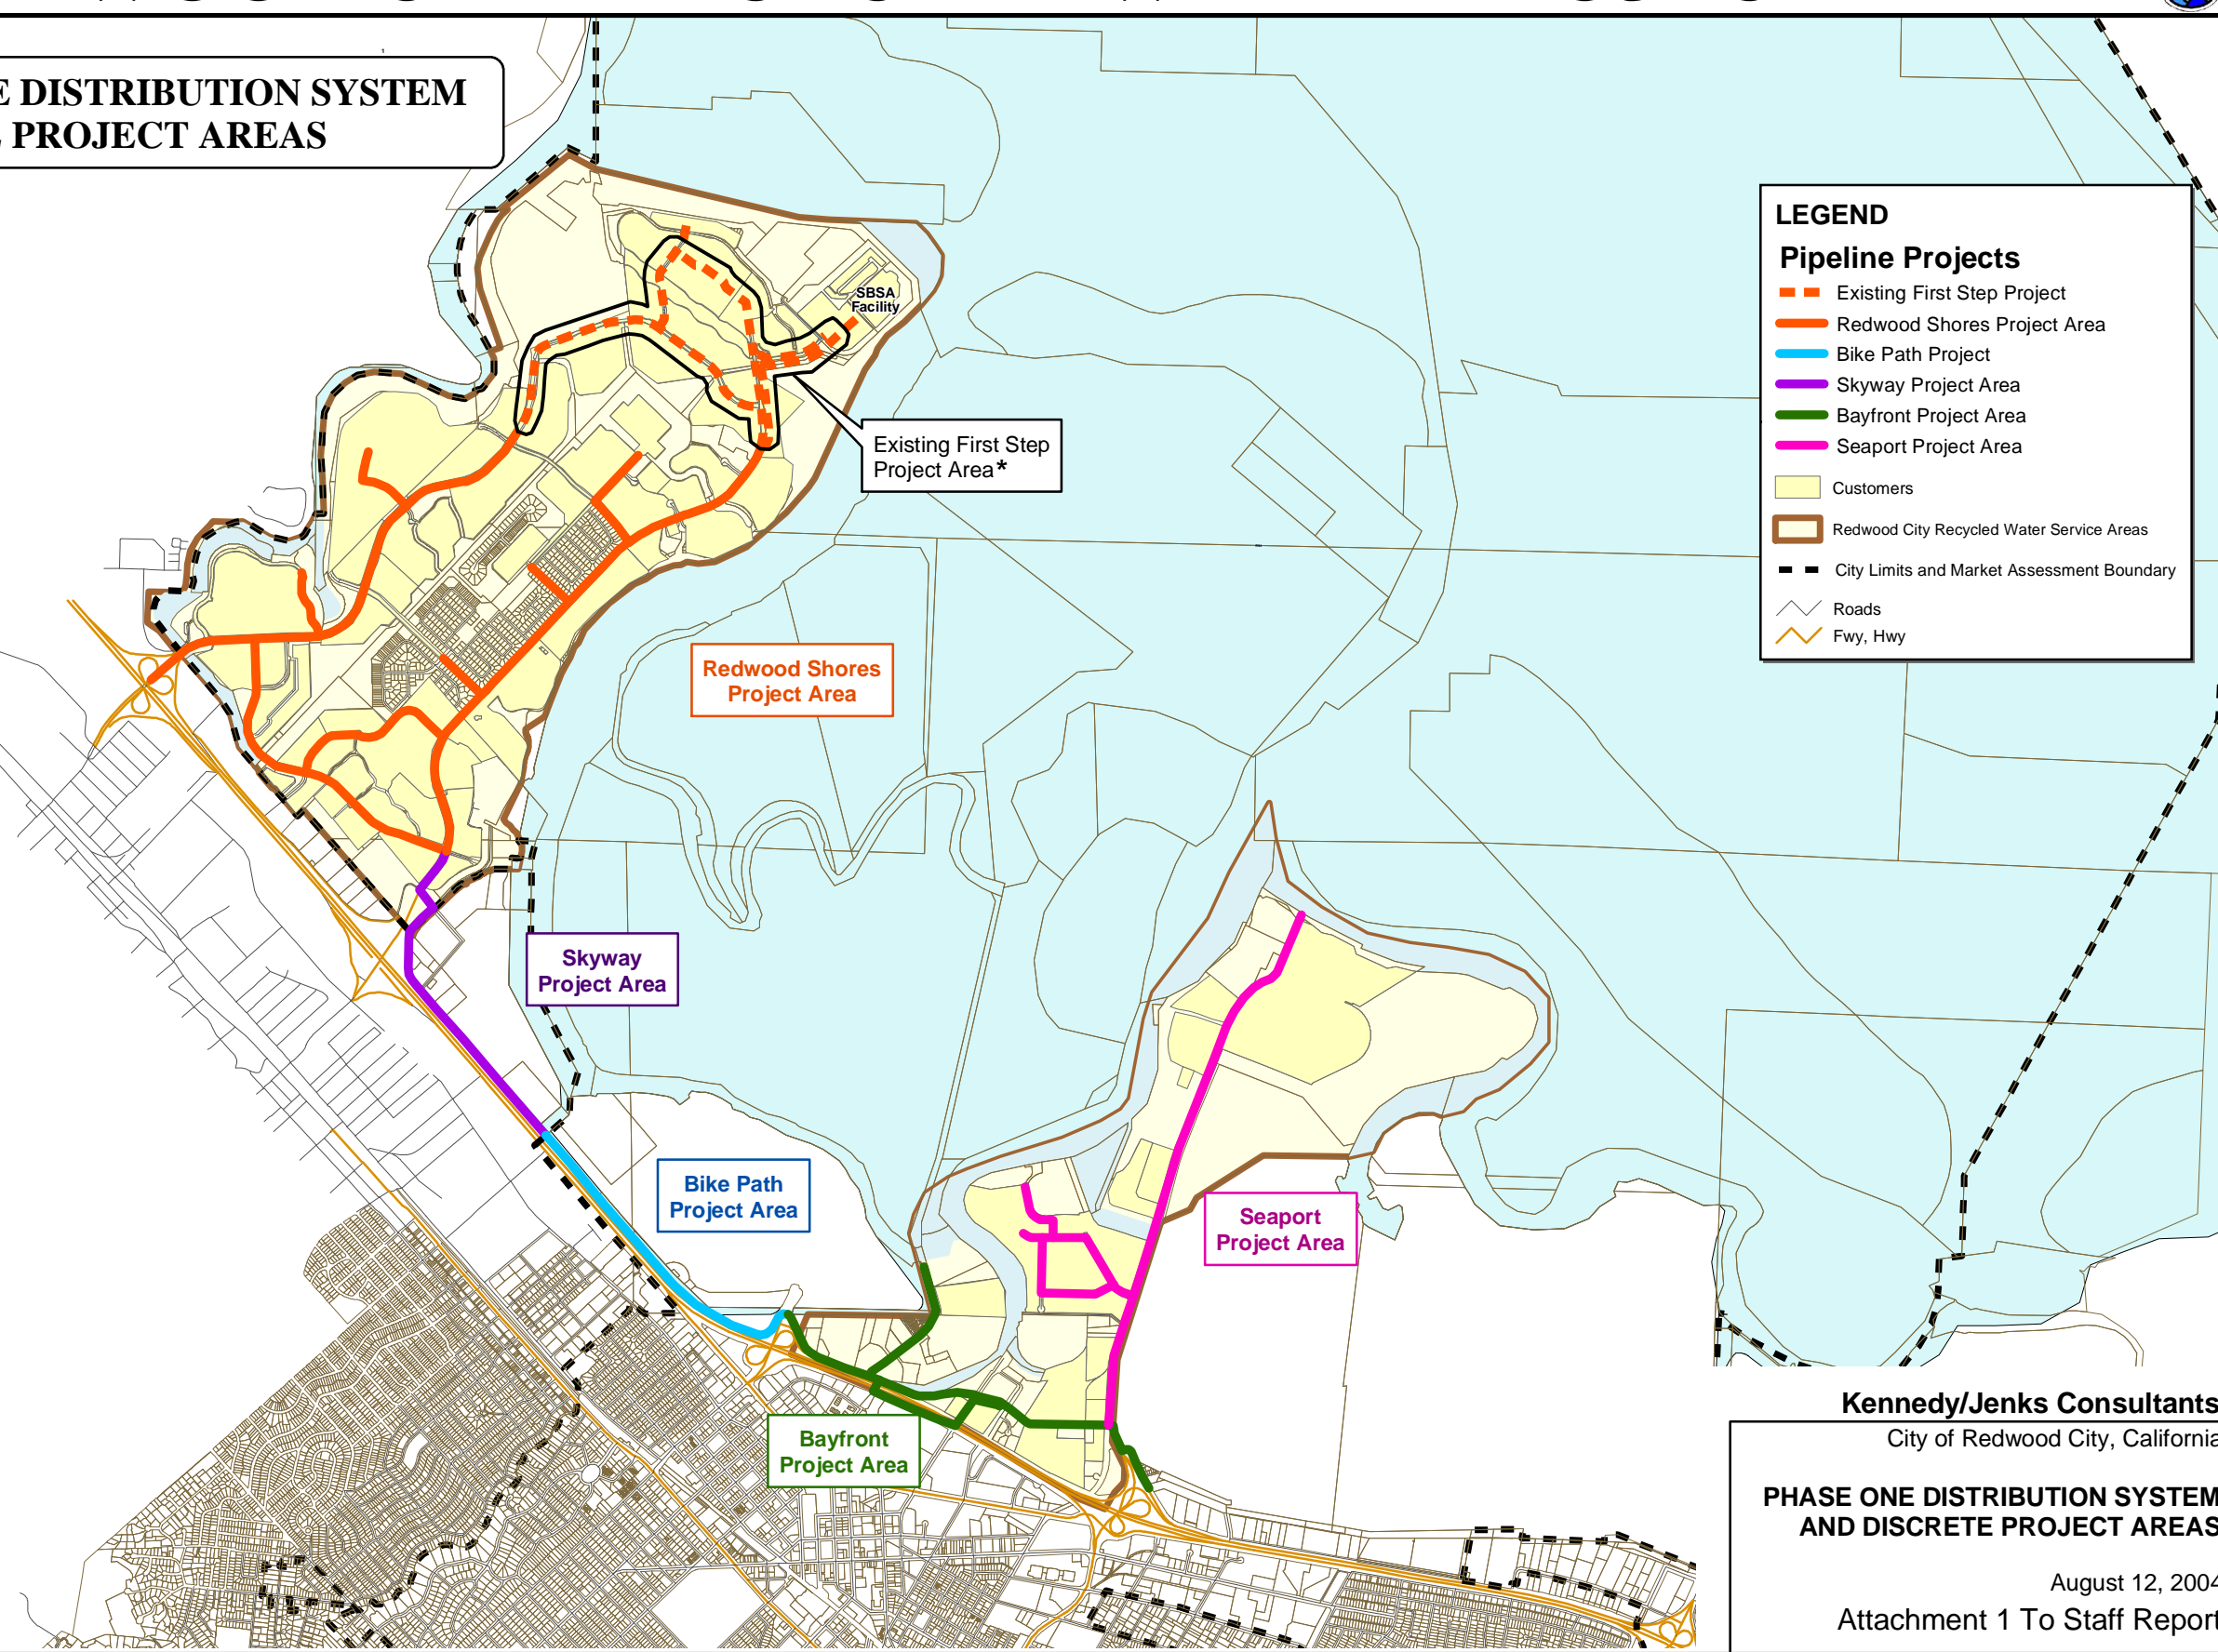 DISTRIBUTION SYSTEM
PROJECT AREAS
LEGEND
Pipeline Projects
Existing First Step Project
Redwood Shores Project Area
Bike Path Project
Skyway Project Area
Bayfront Project Area
Seaport Project Area
Customers
Redwood City Recycled Water Service Areas
City Limits and Market Assessment Boundary
Roads
Fwy, Hwy
SBSA
Facility
Existing First Step
Project Area*
Redwood Shores
Project Area
Skyway
Project Area
Bike Path
Project Area
Seaport
Project Area
Bayfront
Project Area
Kennedy/Jenks Consultants
City of Redwood City, California
PHASE ONE DISTRIBUTION SYSTEM
AND DISCRETE PROJECT AREAS
August 12, 2004
Attachment 1 To Staff Report